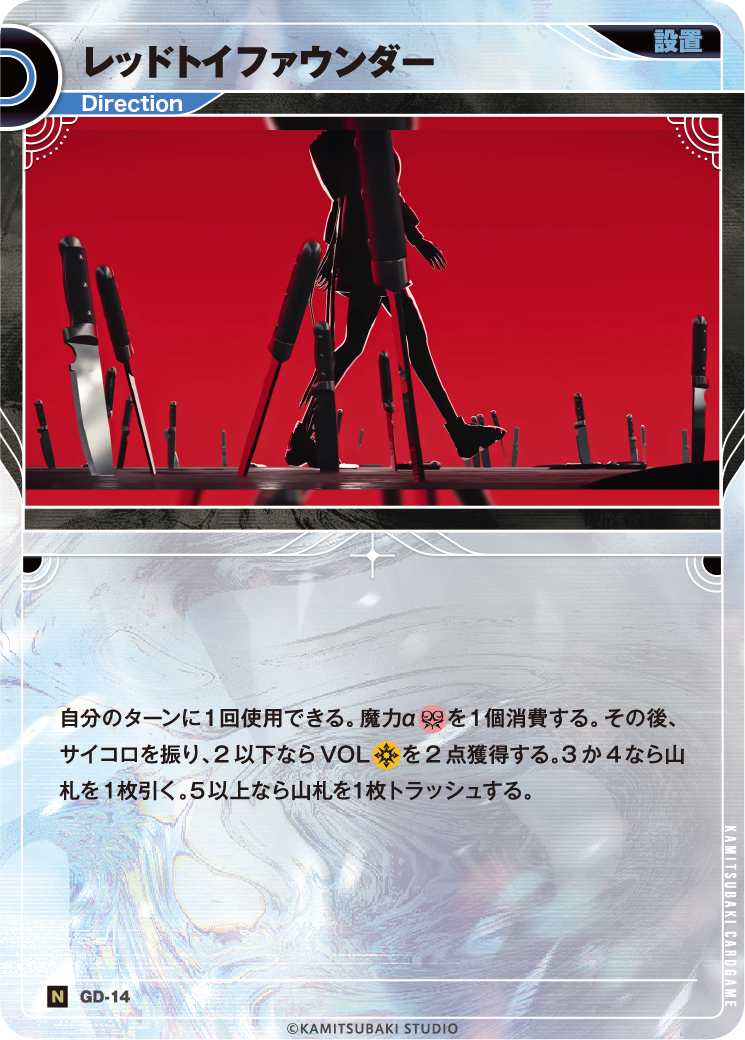 レッドトイファウンダー
設置
Direction
自分のターンに1回使用できる。魔力αを1個消費する。その後、
サイコロを振り、2以下ならVOLを2点獲得する。3か4なら山
札を1枚引く。5以上なら山札を1枚トラッシュする。
KAMITSUBAKI CARDGAME
N GD-14
©KAMITSUBAKI STUDIO